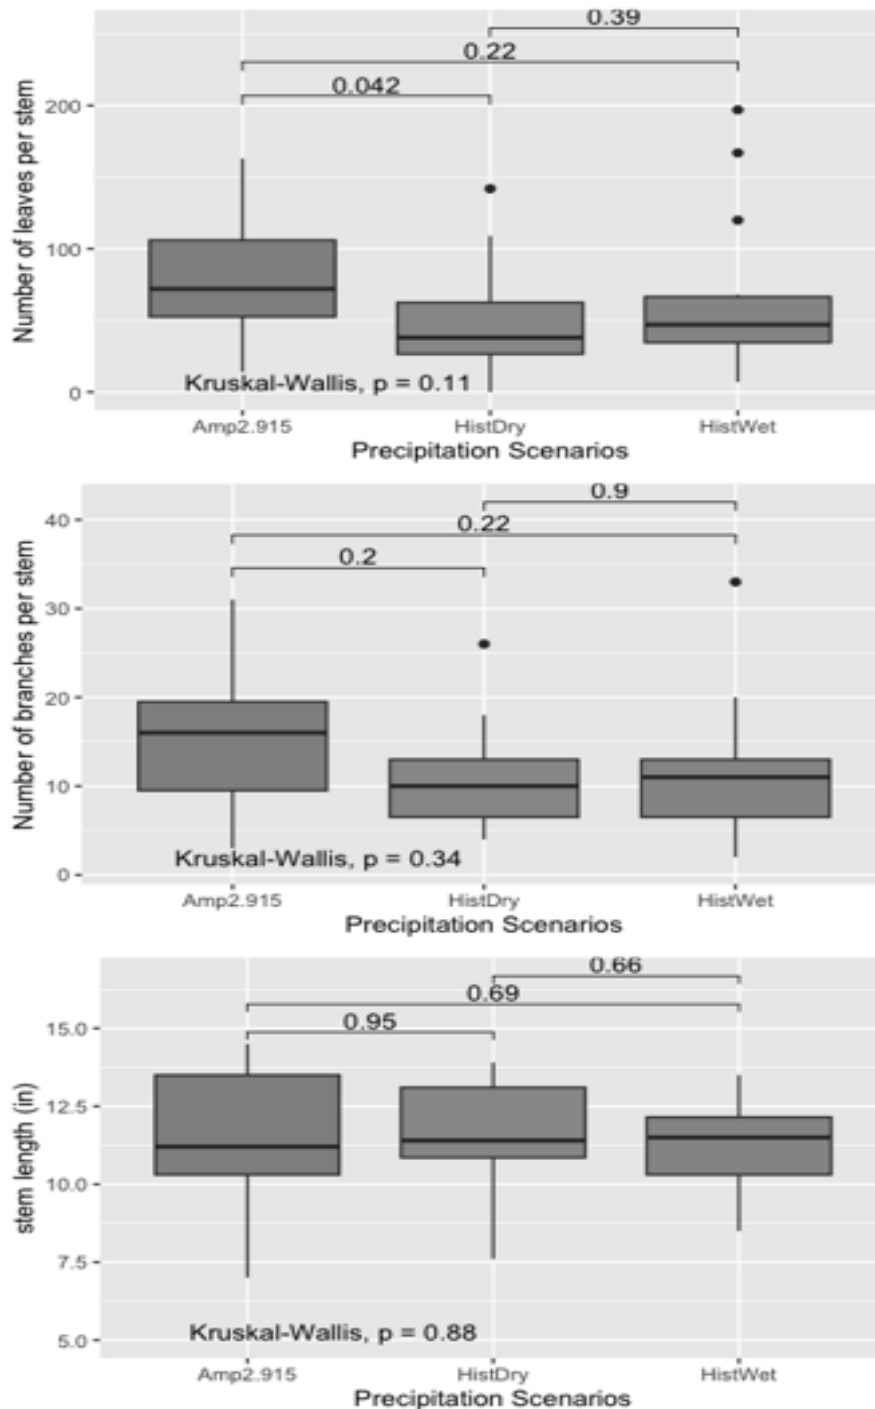 0.39
0.22
0.042
Number of leaves per stem
200
100
0
Kruskal-Wallis, p = 0.11
Amp2.915 HistDry HistWet
Precipitation Scenarios
0.9
0.22
0.2
Number of branches per stem
40
30
20
10
0
Kruskal-Wallis, p = 0.34
Amp2.915 HistDry HistWet
Precipitation Scenarios
0.66
0.69
0.95
stem length (in)
15.0
12.5
10.0
7.5
5.0
Kruskal-Wallis, p = 0.88
Amp2.915 HistDry HistWet
Precipitation Scenarios